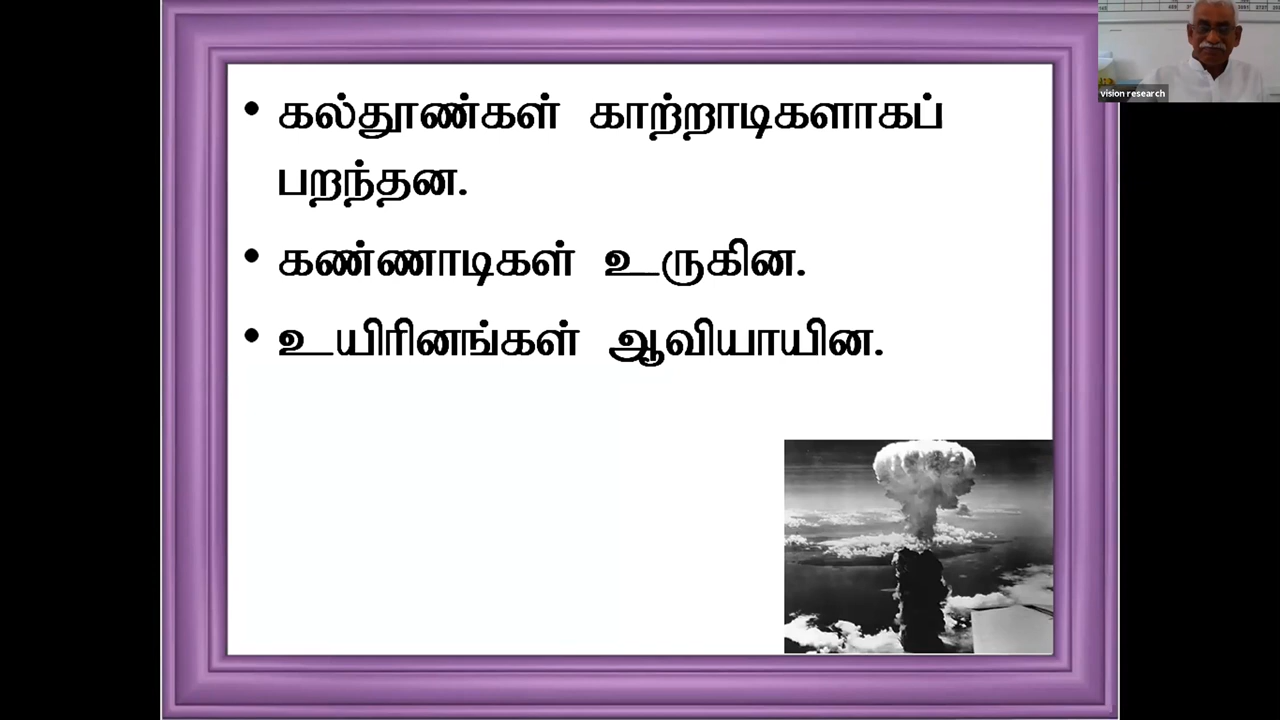 • கல்தூண்கள் காற்றாடிகளாகப்
பறந்தன.
• கண்ணாடிகள் உருகின.
• உயிரினங்கள் ஆவியாயின.
vision research